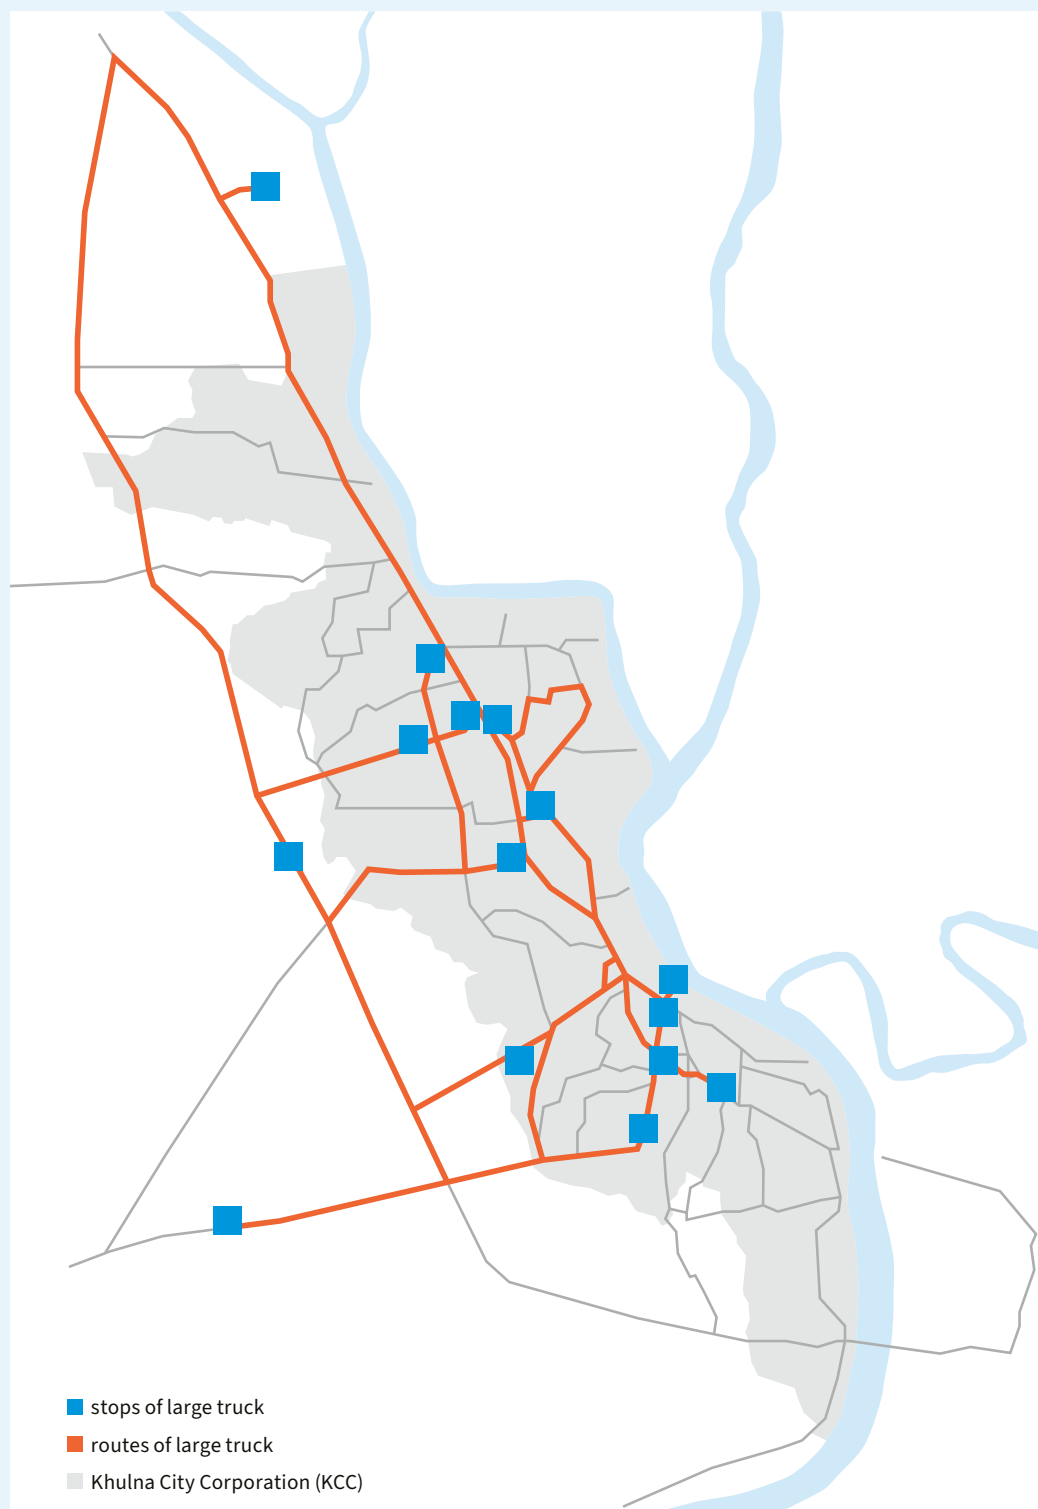 stops of large truck
routes of large truck
Khulna City Corporation (KCC)